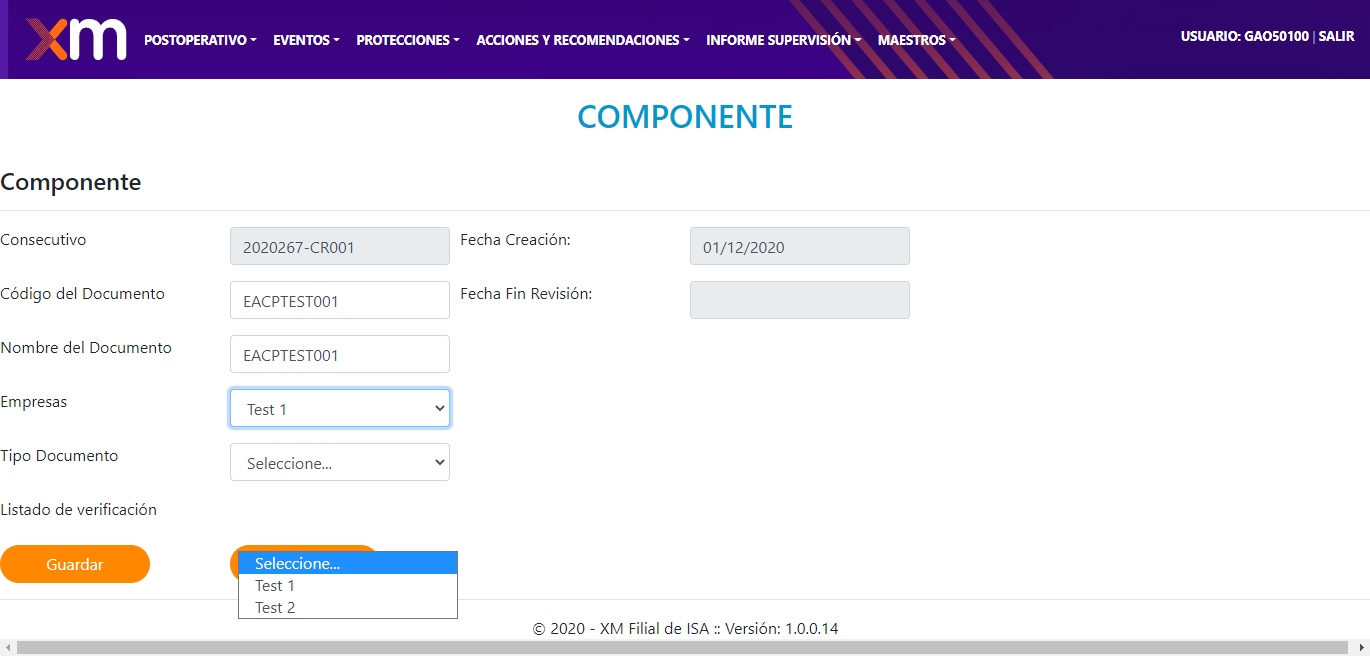 xm
POSTOPERATIVO EVENTOS PROTECCIONES ACCIONES Y RECOMENDACIONES INFORME SUPERVISIÓN MAESTROS USUARIO: GAO50100 | SALIR
COMPONENTE
Componente
Consecutivo 2020267-CR001 Fecha Creación: 01/12/2020
Código del Documento EACPTEST001 Fecha Fin Revisión:
Nombre del Documento EACPTEST001
Empresas Test 1
Tipo Documento Seleccione...
Listado de verificación
Guardar Seleccione...
Test 1
Test 2
© 2020 - XM Filial de ISA :: Versión: 1.0.0.14